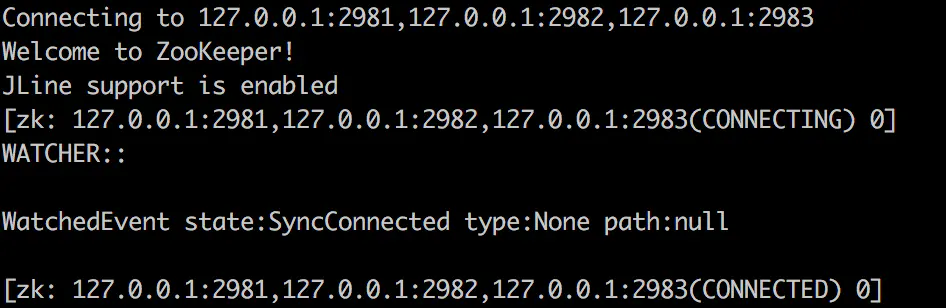 Connecting to 127.0.0.1:2981,127.0.0.1:2982,127.0.0.1:2983
Welcome to ZooKeeper!
JLine support is enabled
[zk: 127.0.0.1:2981,127.0.0.1:2982,127.0.0.1:2983(CONNECTING) 0]
WATCHER::
WatchedEvent state:SyncConnected type:None path:null
[zk: 127.0.0.1:2981,127.0.0.1:2982,127.0.0.1:2983(CONNECTED) 0]